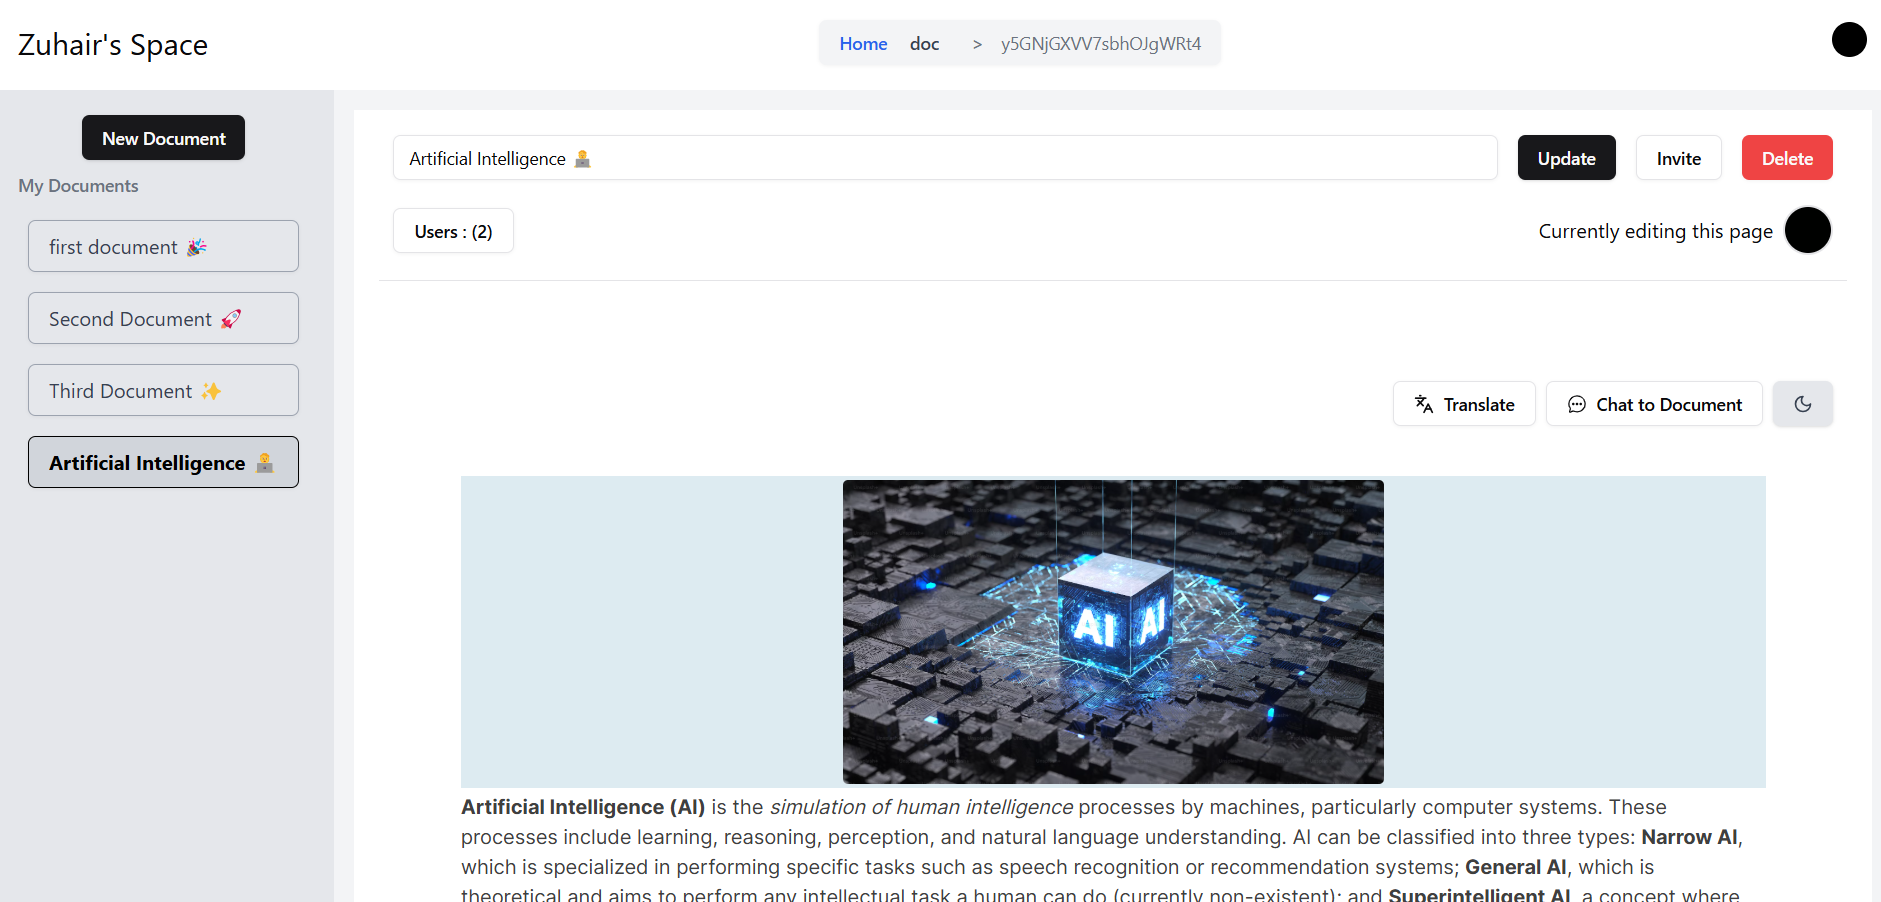 Zuhair's Space
Home doc > y5GNjGXVV7sbhOJgWRt4
New Document
My Documents
first document 🎉
Second Document 🚀
Third Document ✨
Artificial Intelligence 🧑‍💻
Artificial Intelligence 🧑‍💻
Update
Invite
Delete
Users : (2)
Currently editing this page
Translate
Chat to Document
AI AI
Artificial Intelligence (AI) is the simulation of human intelligence processes by machines, particularly computer systems. These
processes include learning, reasoning, perception, and natural language understanding. AI can be classified into three types: Narrow AI,
which is specialized in performing specific tasks such as speech recognition or recommendation systems; General AI, which is
theoretical and aims to perform any intellectual task a human can do (currently non-existent); and Superintelligent AI, a concept where